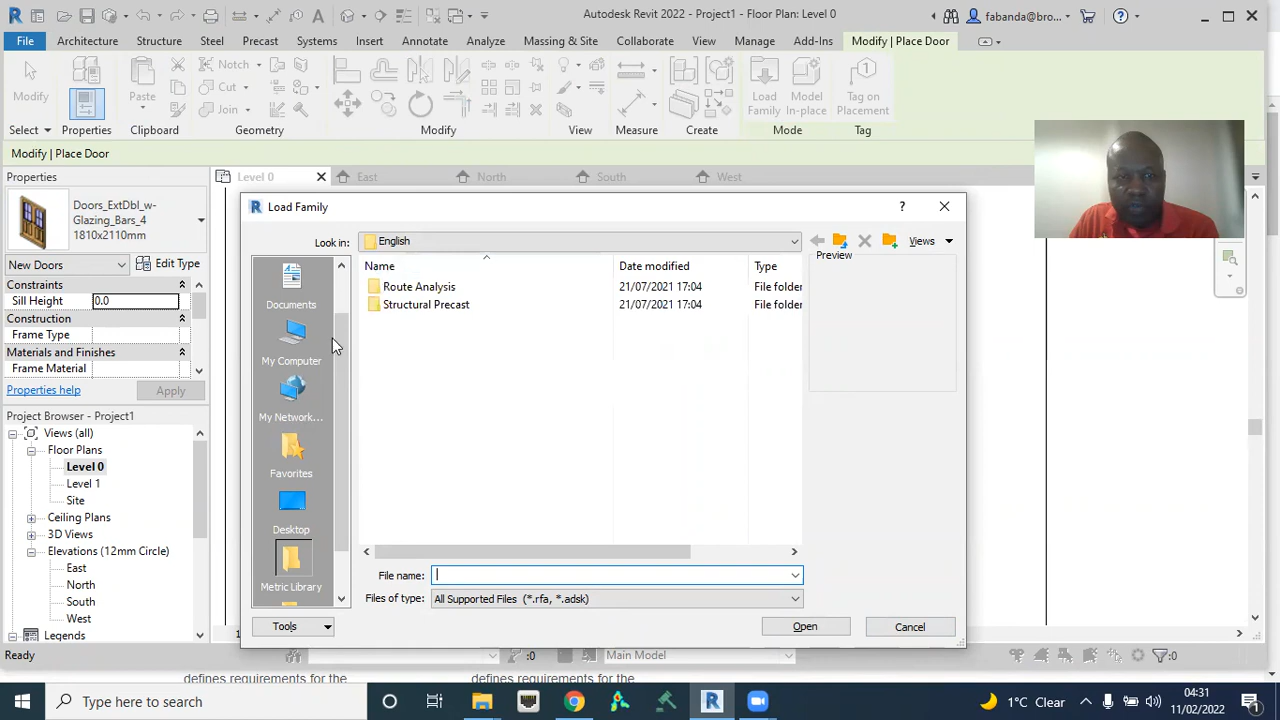 Autodesk Revit 2022 - Project1 - Floor Plan: Level 0
fabanda@bro...
File
Architecture
Structure
Steel
Precast
Systems
Insert
Annotate
Analyze
Massing & Site
Collaborate
View
Manage
Add-Ins
Modify | Place Door
Modify
Paste
Notch
Cut
Join
Load
Family
Model
In-place
Tag on
Placement
Select
Properties
Clipboard
Geometry
Modify
View
Measure
Create
Mode
Tag
Modify | Place Door
Properties
Level 0
East
North
South
West
Doors_ExtDbl_w-
Glazing_Bars_4
1810x2110mm
New Doors
Edit Type
Constraints
Sill Height
0.0
Construction
Frame Type
Materials and Finishes
Frame Material
Properties help
Apply
Project Browser - Project1
Views (all)
Floor Plans
Level 0
Level 1
Site
Ceiling Plans
3D Views
Elevations (12mm Circle)
East
North
South
West
Legends
Load Family
Look in:
English
Views
Name
Date modified
Type
Preview
Route Analysis
21/07/2021 17:04
File folder
Structural Precast
21/07/2021 17:04
File folder
Documents
My Computer
My Network...
Favorites
Desktop
Metric Library
File name:
Files of type:
All Supported Files (*.rfa, *.adsk)
Tools
Open
Cancel
Ready
:0
Main Model
:0
defines requirements for the
defines requirements for the
Type here to search
1°C Clear
04:31
11/02/2022
1